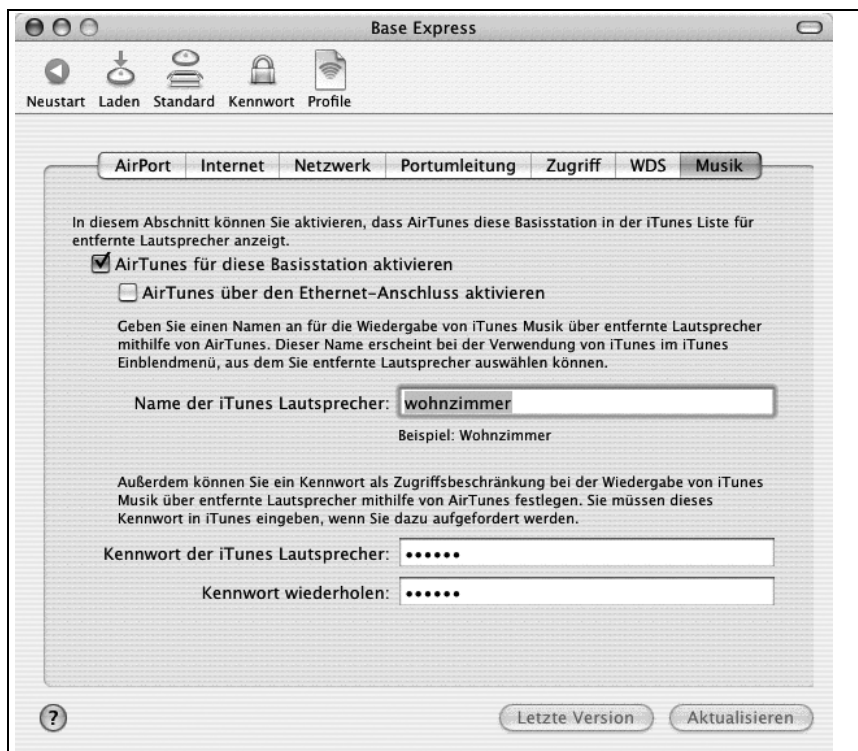 Base Express
Neustart Laden Standard Kennwort Profile
AirPort Internet Netzwerk Portumleitung Zugriff WDS Musik
In diesem Abschnitt können Sie aktivieren, dass AirTunes diese Basisstation in der iTunes Liste für
entfernte Lautsprecher anzeigt.
AirTunes für diese Basisstation aktivieren
AirTunes über den Ethernet-Anschluss aktivieren
Geben Sie einen Namen an für die Wiedergabe von iTunes Musik über entfernte Lautsprecher
mithilfe von AirTunes. Dieser Name erscheint bei der Verwendung von iTunes im iTunes
Einblendmenü, aus dem Sie entfernte Lautsprecher auswählen können.
Name der iTunes Lautsprecher: wohnzimmer
Beispiel: Wohnzimmer
Außerdem können Sie ein Kennwort als Zugriffsbeschränkung bei der Wiedergabe von iTunes
Musik über entfernte Lautsprecher mithilfe von AirTunes festlegen. Sie müssen dieses
Kennwort in iTunes eingeben, wenn Sie dazu aufgefordert werden.
Kennwort der iTunes Lautsprecher: ••••••
Kennwort wiederholen: ••••••
? Letzte Version Aktualisieren